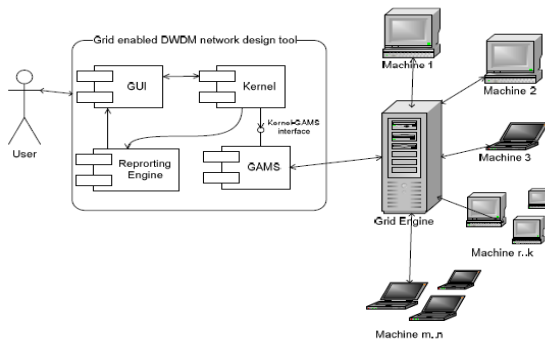 Grid enabled DWDM network design tool
GUI
Kernel
Kernel-GAMS
interface
Reprorting
Engine
GAMS
User
Machine 1
Machine 2
Machine 3
Grid Engine
Machine r..k
Machine m..n